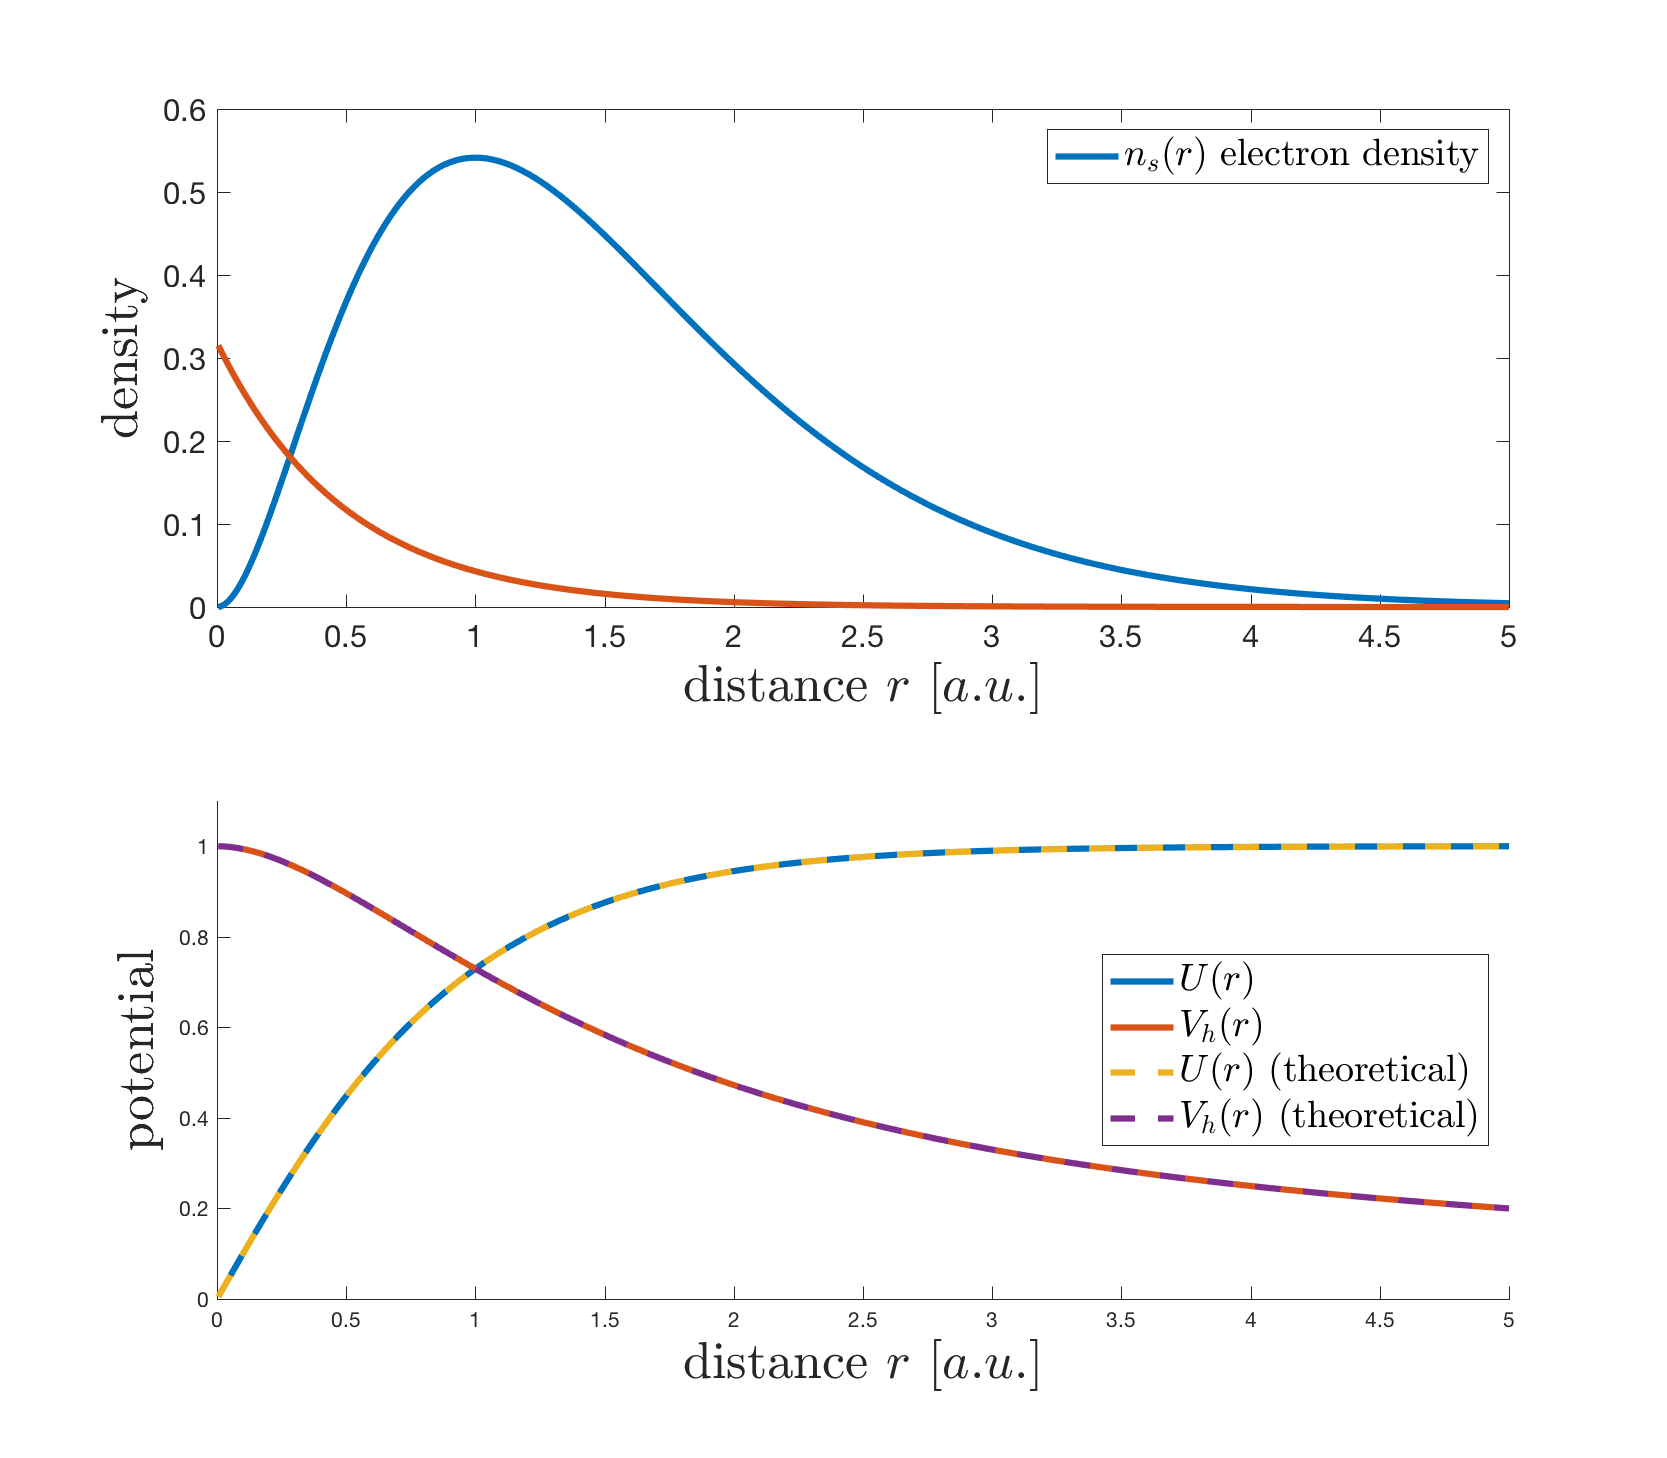 0.6
0.5
0.4
0.3
0.2
0.1
0
density
n_s(r) electron density
0 0.5 1 1.5 2 2.5 3 3.5 4 4.5 5
distance r [a.u.]
1
0.8
0.6
0.4
0.2
0
potential
U(r)
V_h(r)
U(r) (theoretical)
V_h(r) (theoretical)
0 0.5 1 1.5 2 2.5 3 3.5 4 4.5 5
distance r [a.u.]